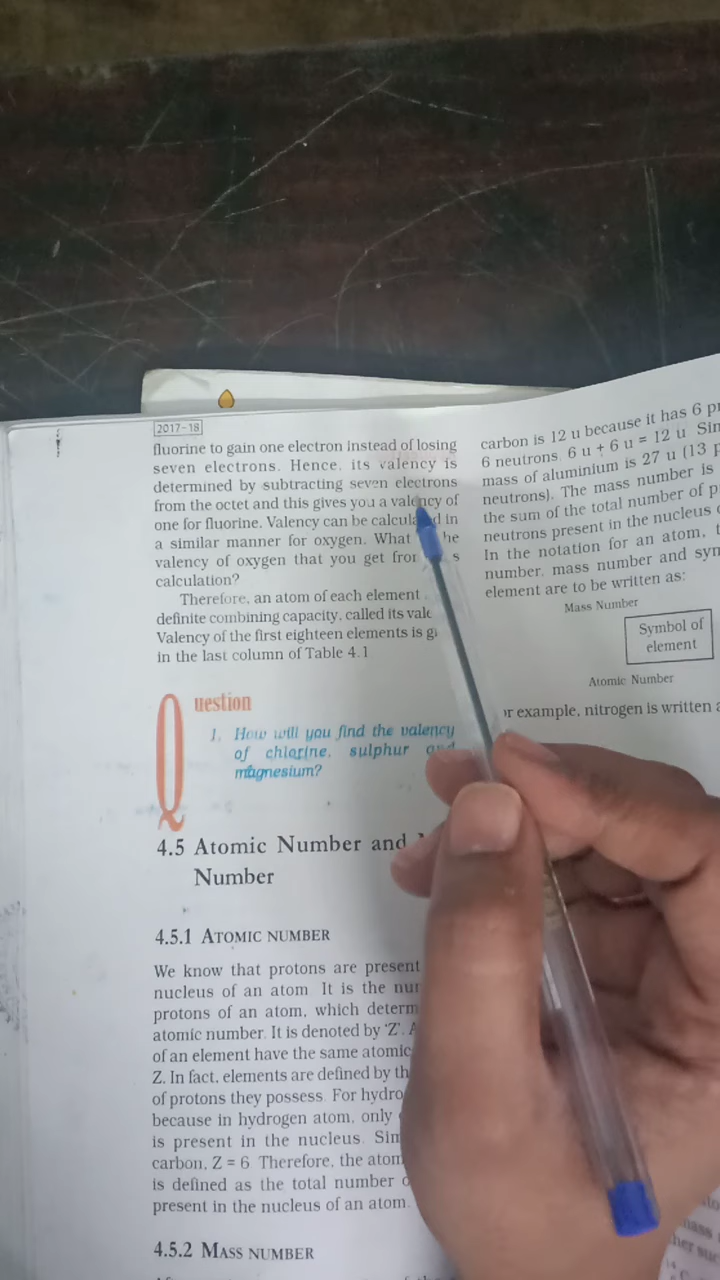 2017-18
fluorine to gain one electron instead of losing
seven electrons. Hence, its valency is
determined by subtracting seven electrons
from the octet and this gives you a valency of
one for fluorine. Valency can be calculated in
a similar manner for oxygen. What he
valency of oxygen that you get from s
calculation?
Therefore, an atom of each element
definite combining capacity, called its
Valency of the first eighteen elements is
in the last column of Table 4.1
Question
1. How will you find the valency
of chlorine, sulphur and
magnesium?
4.5 Atomic Number and
Number
4.5.1 ATOMIC NUMBER
We know that protons are present
nucleus of an atom It is the
protons of an atom, which
atomic number. It is denoted by 'Z'.
of an element have the same atomic
Z. In fact, elements are defined by
of protons they possess For
because in hydrogen atom, only
is present in the nucleus
carbon, Z = 6 Therefore, the
is defined as the total number
present in the nucleus of an atom.
4.5.2 MASS NUMBER
carbon is 12 u because it has 6
6 neutrons, 6 u + 6 u = 12 u
mass of aluminium is 27 u (13
neutrons). The mass number is
the sum of the total number of
neutrons present in the nucleus
In the notation for an atom,
number, mass number and
element are to be written as:
Mass Number
Symbol of
element
Atomic Number
example, nitrogen is written